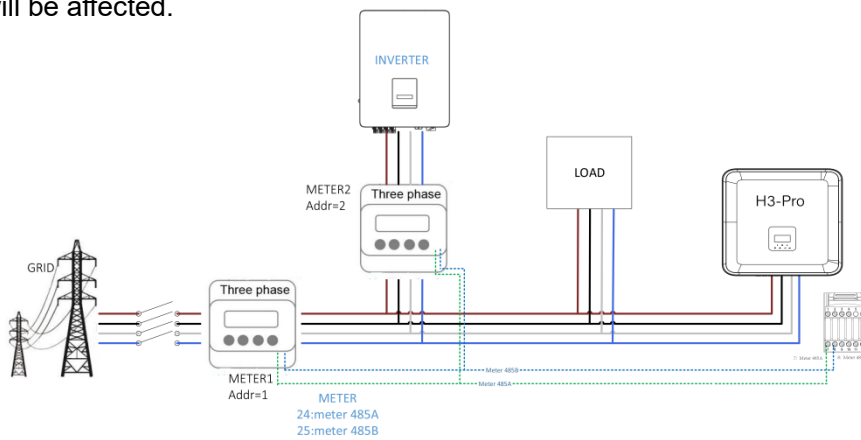 will be affected.
INVERTER
METER2
Addr=2
Three phase
LOAD
H3-Pro
GRID
Three phase
Meter 485B
Meter 485A
METER1
Addr=1
METER
24:meter 485A
25:meter 485B